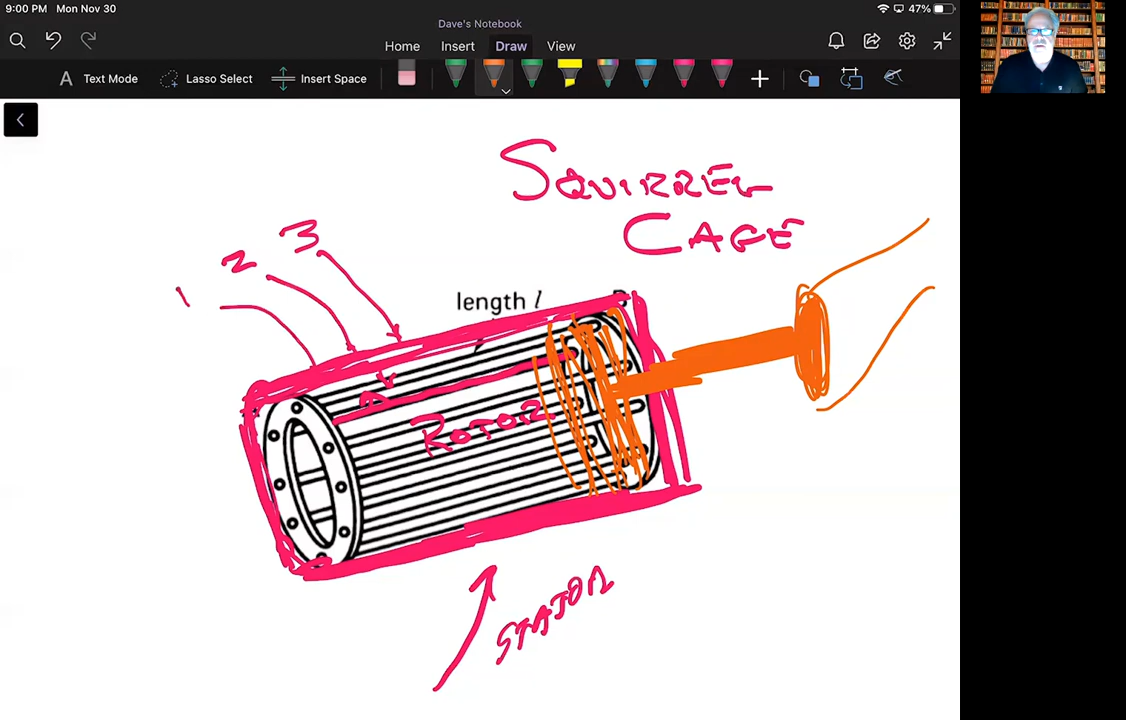 9:00 PM Mon Nov 30
47%
Dave's Notebook
Home Insert Draw View
Text Mode
Lasso Select
Insert Space
SQUIRREL
CAGE
1
2
3
length l
ROTOR
STATOR